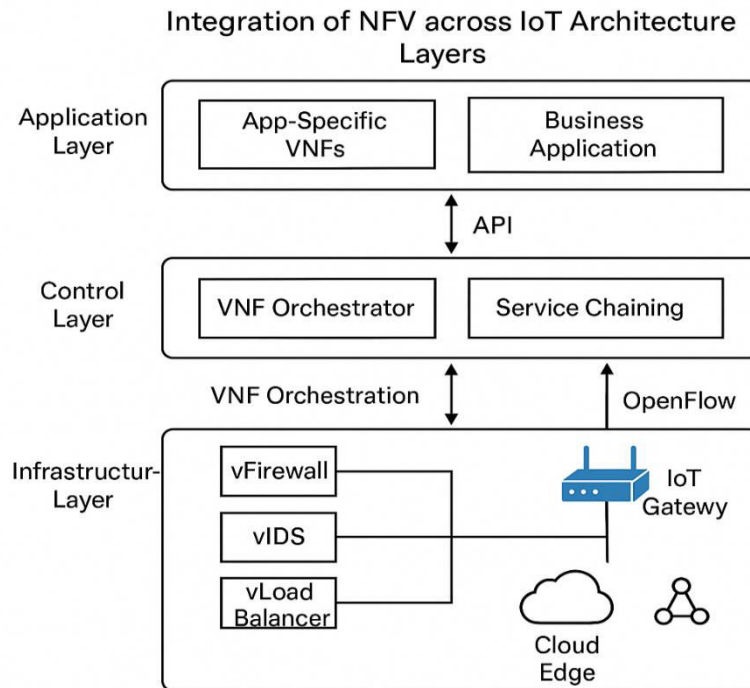 Integration of NFV across IoT Architecture
Layers
Application
Layer
App-Specific
VNFs
Business
Application
API
Control
Layer
VNF Orchestrator
Service Chaining
VNF Orchestration
OpenFlow
Infrastructur-
Layer
vFirewall
vIDS
vLoad
Balancer
IoT
Gatewy
Cloud
Edge